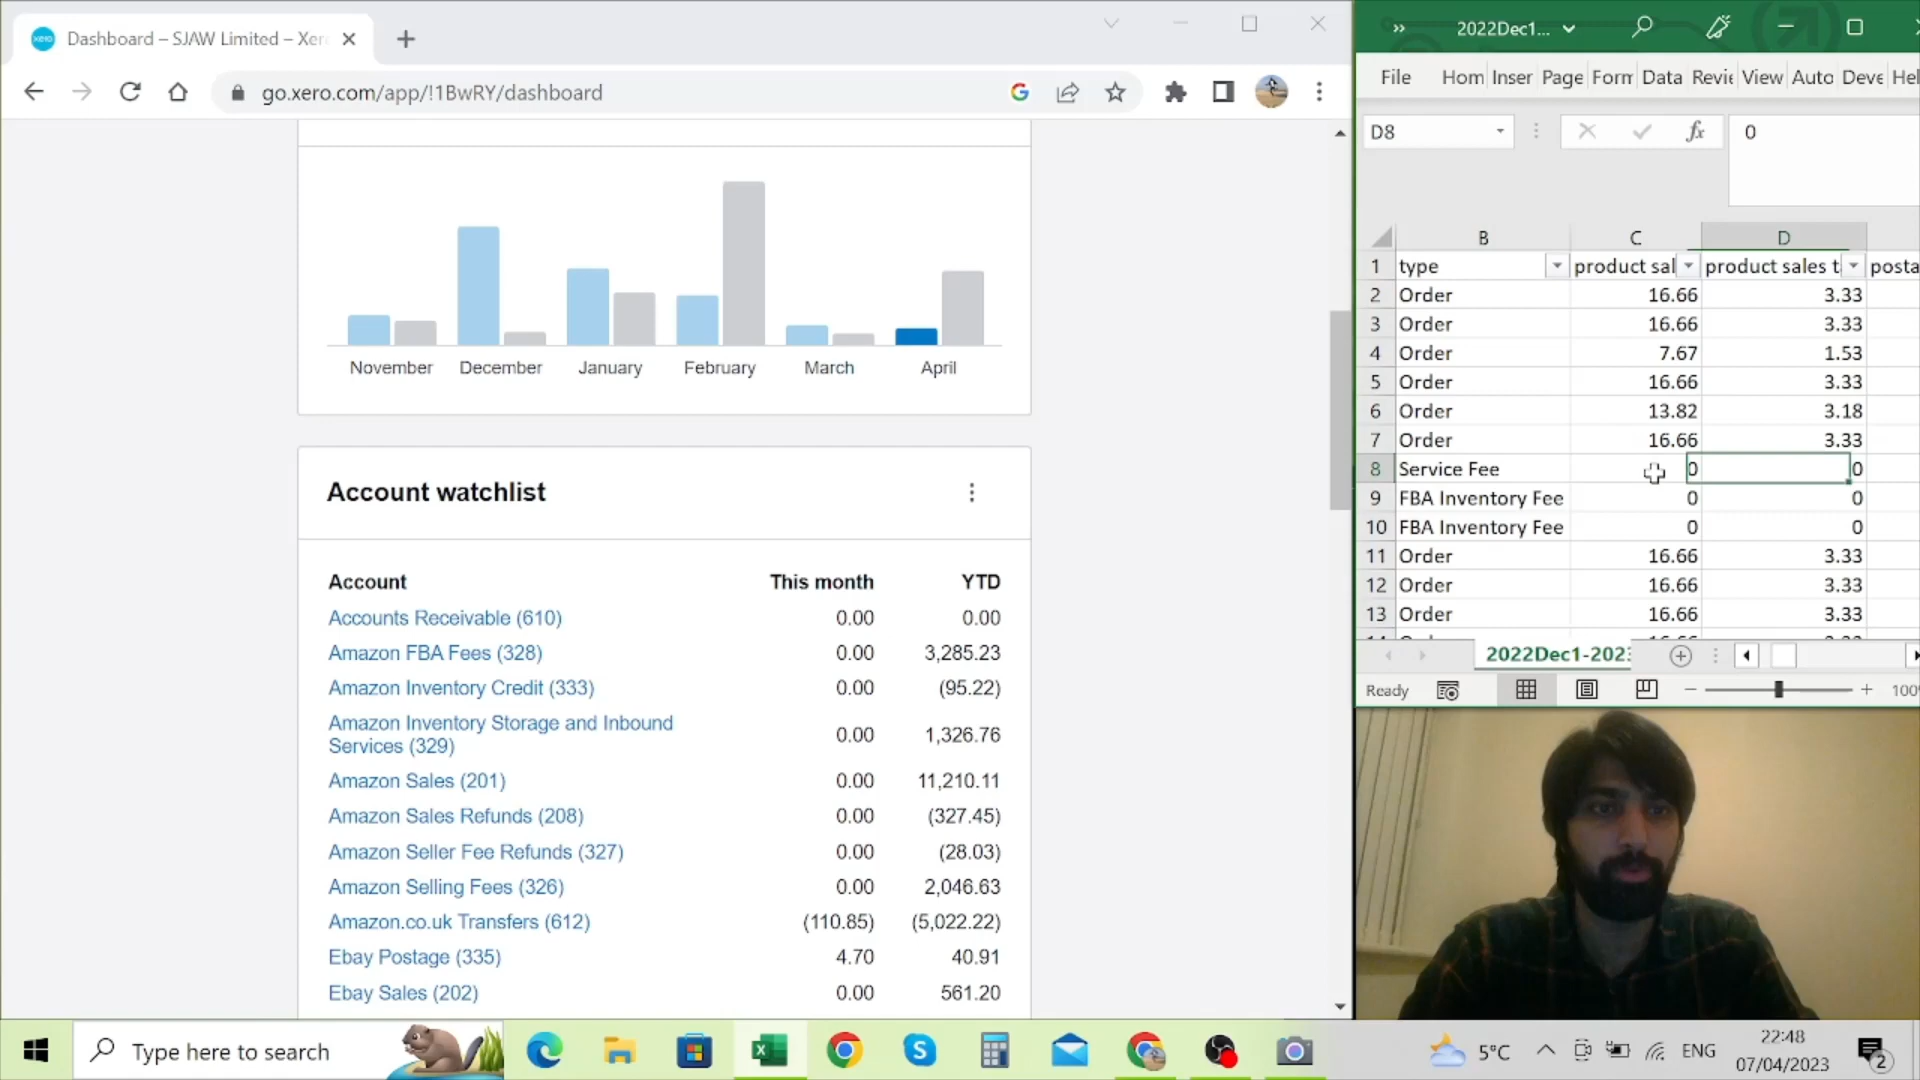 Dashboard – SJAW Limited – Xer
go.xero.com/app/!1BwRY/dashboard
November December January February March April
Account watchlist
Account This month YTD
Accounts Receivable (610) 0.00 0.00
Amazon FBA Fees (328) 0.00 3,285.23
Amazon Inventory Credit (333) 0.00 (95.22)
Amazon Inventory Storage and Inbound
Services (329) 0.00 1,326.76
Amazon Sales (201) 0.00 11,210.11
Amazon Sales Refunds (208) 0.00 (327.45)
Amazon Seller Fee Refunds (327) 0.00 (28.03)
Amazon Selling Fees (326) 0.00 2,046.63
Amazon.co.uk Transfers (612) (110.85) (5,022.22)
Ebay Postage (335) 4.70 40.91
Ebay Sales (202) 0.00 561.20
2022Dec1...
File Hom Inser Page Form Data Revie View Auto Deve Hel
D8 fx 0
B C D
1 type product sal product sales t posta
2 Order 16.66 3.33
3 Order 16.66 3.33
4 Order 7.67 1.53
5 Order 16.66 3.33
6 Order 13.82 3.18
7 Order 16.66 3.33
8 Service Fee 0 0
9 FBA Inventory Fee 0 0
10 FBA Inventory Fee 0 0
11 Order 16.66 3.33
12 Order 16.66 3.33
13 Order 16.66 3.33
2022Dec1-202
Ready 100
Type here to search
5°C ENG 22:48
07/04/2023 2